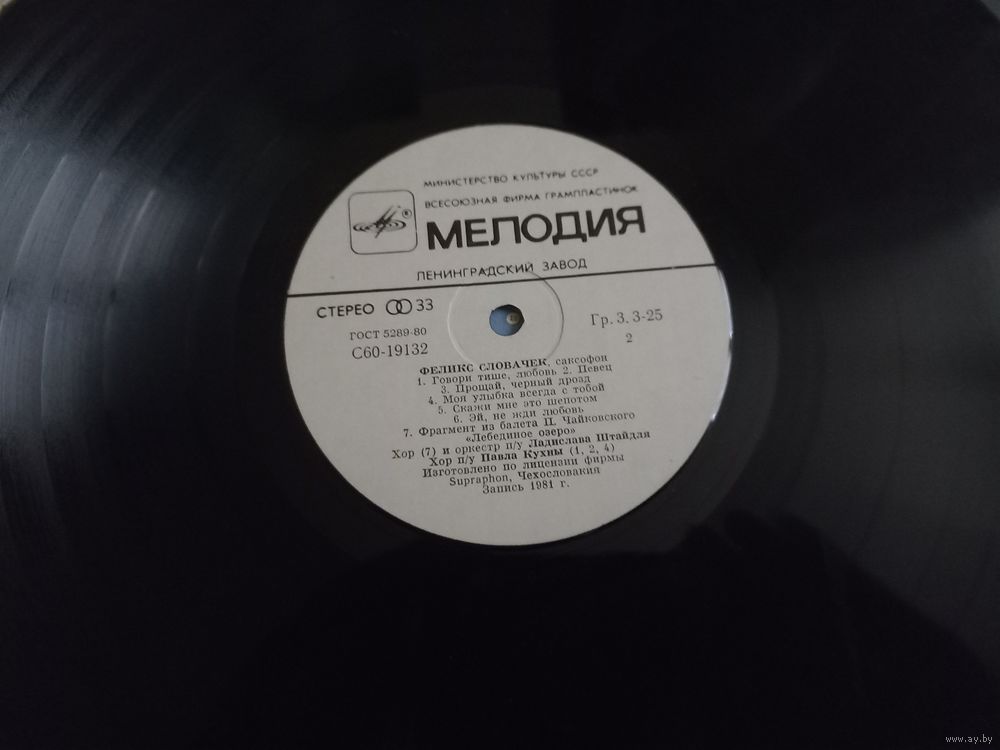 МИНИСТЕРСТВО КУЛЬТУРЫ СССР
ВСЕСОЮЗНАЯ ФИРМА ГРАМПЛАСТИНОК
МЕЛОДИЯ
ЛЕНИНГРАДСКИЙ ЗАВОД
СТЕРЕО 33
ГОСТ 5289-80
С60-19132
Гр. 3. 3-25
2
ФЕЛИКС СЛОВАЧЕК, саксофон
1. Говори тише, любовь 2. Певец
3. Прощай, черный дрозд
4. Моя улыбка всегда с тобой
5. Скажи мне это шепотом
6. Эй, не жди любовь
7. Фрагмент из балета П. Чайковского
«Лебединое озеро»
Хор (7) и оркестр п/у Ладислава Штайдля
Хор п/у Павла Кухны (1, 2, 4)
Изготовлено по лицензии фирмы
Supraphon, Чехословакия
Запись 1981 г.
www.ay.by